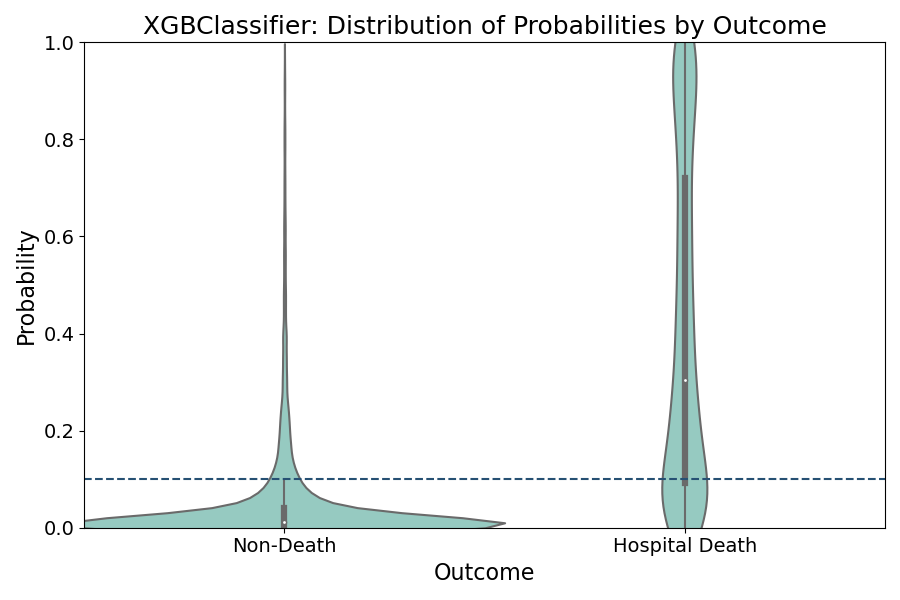 XGBClassifier: Distribution of Probabilities by Outcome
1.0
0.8
0.6
0.4
0.2
0.0
Probability
Non-Death
Hospital Death
Outcome